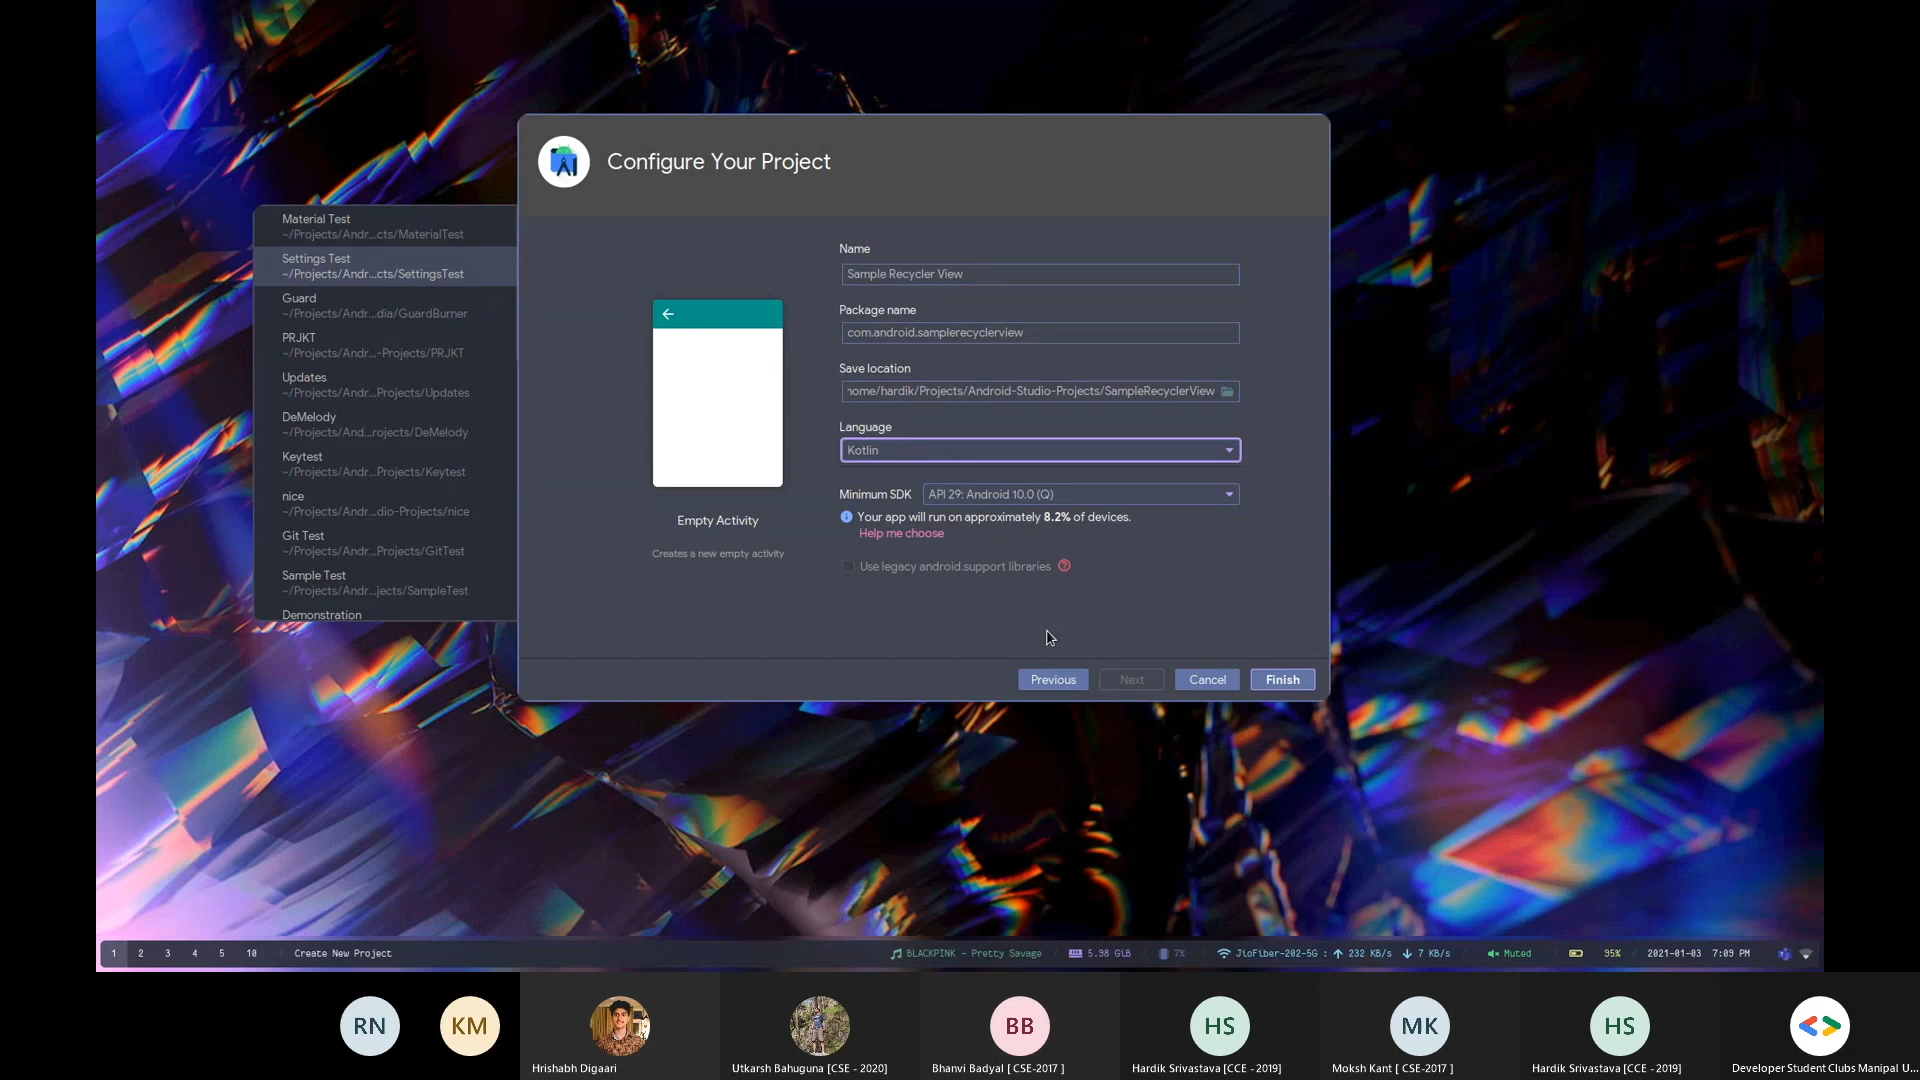 Configure Your Project
Material Test
~/Projects/Andr...cts/MaterialTest
Settings Test
~/Projects/Andr...cts/SettingsTest
Guard
~/Projects/Andr...dia/GuardBurner
PRJKT
~/Projects/Andr...-Projects/PRJKT
Updates
~/Projects/Andr...Projects/Updates
DeMelody
~/Projects/And...rojects/DeMelody
Keytest
~/Projects/Andr...Projects/Keytest
nice
~/Projects/Andr...dio-Projects/nice
Git Test
~/Projects/Andr...Projects/GitTest
Sample Test
~/Projects/Andr...jects/SampleTest
Demonstration
Empty Activity
Creates a new empty activity
Name
Sample Recycler View
Package name
com.android.samplerecyclerview
Save location
home/hardik/Projects/Android-Studio-Projects/SampleRecyclerView
Language
Kotlin
Minimum SDK API 29: Android 10.0 (Q)
Your app will run on approximately 8.2% of devices.
Help me choose
Use legacy android.support libraries
Previous Next Cancel Finish
1 2 3 4 5 10 / Create New Project BLACKPINK - Pretty Savage / 5.98 GiB / 7% / JioFiber-202-5G : ↑ 232 KB/s ↓ 7 KB/s / Muted / 95% / 2021-01-03 7:09 PM
RN KM BB HS MK HS
Hrishabh Digaari
Utkarsh Bahuguna [CSE - 2020]
Bhanvi Badyal [ CSE-2017 ]
Hardik Srivastava [CCE - 2019]
Moksh Kant [ CSE-2017 ]
Hardik Srivastava [CCE - 2019]
Developer Student Clubs Manipal U...